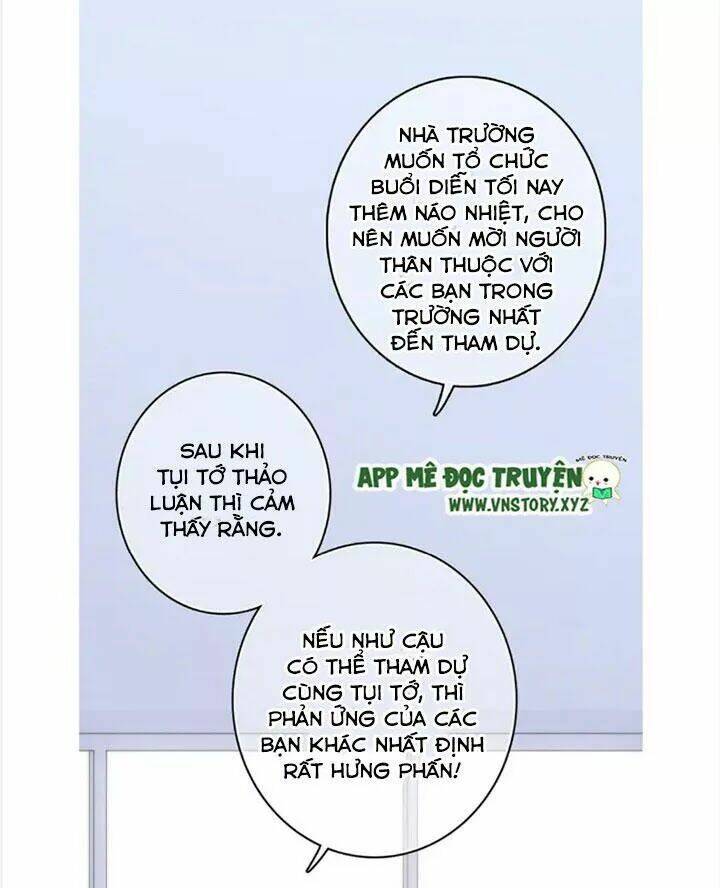 NHÀ TRƯỜNG
MUỐN TỔ CHỨC
BUỔI DIỄN TỐI NAY
THÊM NÁO NHIỆT, CHO
NÊN MUỐN MỜI NGƯỜI
THÂN THUỘC VỚI
CÁC BẠN TRONG
TRƯỜNG NHẤT
ĐẾN THAM DỰ.
SAU KHI
TỤI TỚ THẢO
LUẬN THÌ CẢM
THẤY RẰNG.
MÊ ĐỌC TRUYỆN
APP MÊ ĐỌC TRUYỆN
WWW.VNSTORY.XYZ
NẾU NHƯ CẬU
CÓ THỂ THAM DỰ
CÙNG TỤI TỚ, THÌ
PHẢN ỨNG CỦA CÁC
BẠN KHÁC NHẤT ĐỊNH
RẤT HƯNG PHẤN!